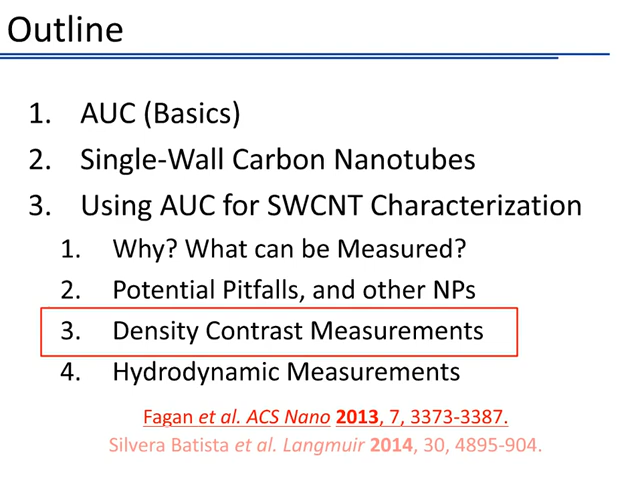 Outline
1. AUC (Basics)
2. Single-Wall Carbon Nanotubes
3. Using AUC for SWCNT Characterization
1. Why? What can be Measured?
2. Potential Pitfalls, and other NPs
3. Density Contrast Measurements
4. Hydrodynamic Measurements
Fagan et al. ACS Nano 2013, 7, 3373-3387.
Silvera Batista et al. Langmuir 2014, 30, 4895-904.